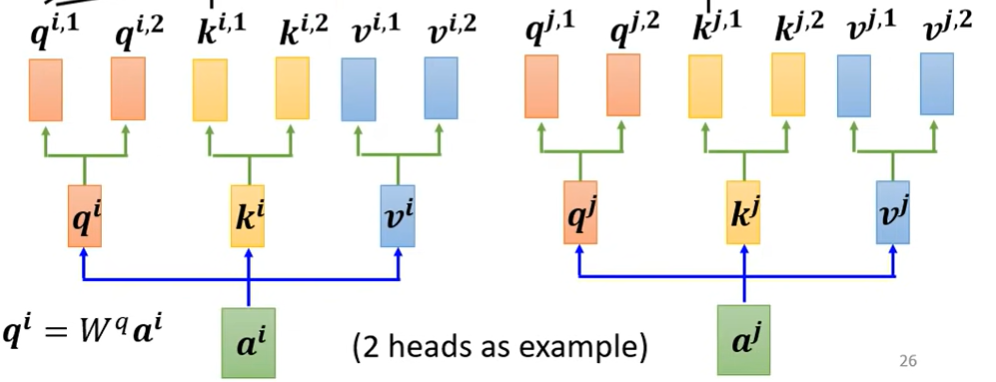 q^{i,1} q^{i,2} k^{i,1} k^{i,2} v^{i,1} v^{i,2} q^{j,1} q^{j,2} k^{j,1} k^{j,2} v^{j,1} v^{j,2}
q^i k^i v^i q^j k^j v^j
q^i = W^q a^i a^i (2 heads as example) a^j
26